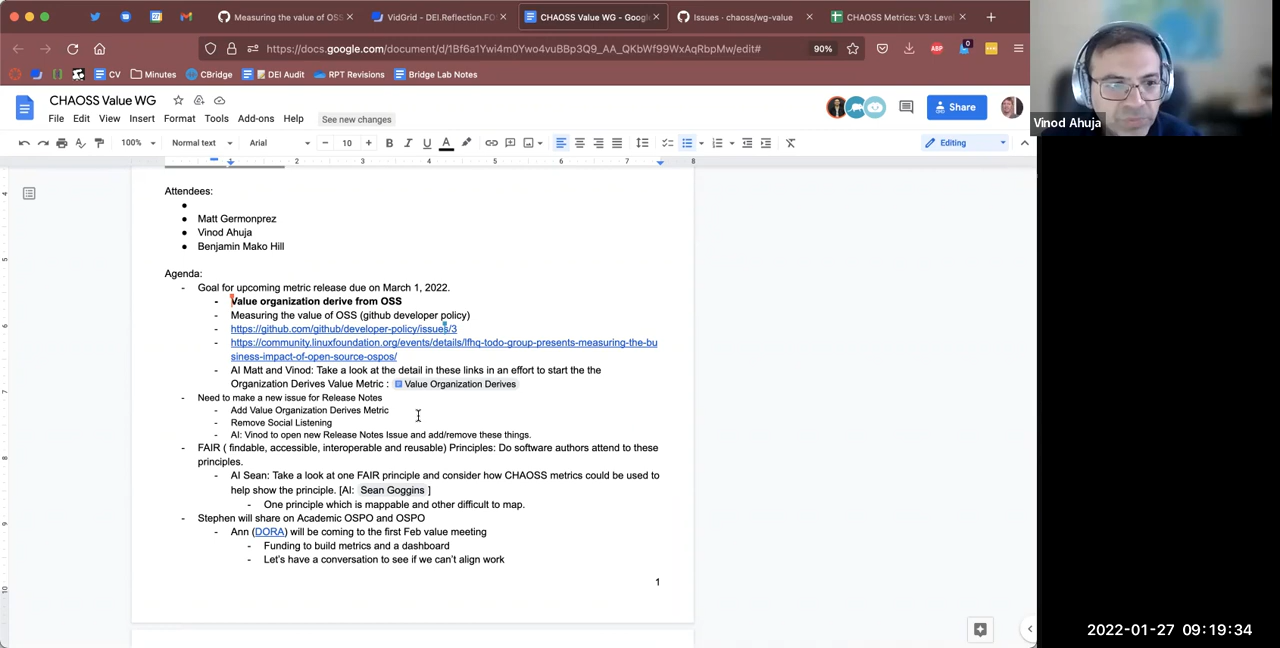 Measuring the value of OSS
VidGrid - DEI.Reflection.FO
CHAOSS Value WG - Goog
Issues · chaoss/wg-value
CHAOSS Metrics: V3: Level
https://docs.google.com/document/d/1Bf6a1Ywi4m0Ywo4vuBBp3Q9_AA_QKbWf99WxAqRbpMw/edit#
90%
ABP
0
CV
Minutes
CBridge
DEI Audit
RPT Revisions
Bridge Lab Notes
CHAOSS Value WG
File Edit View Insert Format Tools Add-ons Help
See new changes
Share
100%
Normal text
Arial
10
B I U A
Editing
1 2 3 4 5 6 7 8
Attendees:
Matt Germonprez
Vinod Ahuja
Benjamin Mako Hill
Agenda:
- Goal for upcoming metric release due on March 1, 2022.
- Value organization derive from OSS
- Measuring the value of OSS (github developer policy)
- https://github.com/github/developer-policy/issues/3
- https://community.linuxfoundation.org/events/details/lfhq-todo-group-presents-measuring-the-bu
siness-impact-of-open-source-ospos/
- AI Matt and Vinod: Take a look at the detail in these links in an effort to start the the
Organization Derives Value Metric : Value Organization Derives
- Need to make a new issue for Release Notes
- Add Value Organization Derives Metric
- Remove Social Listening
- AI: Vinod to open new Release Notes Issue and add/remove these things.
- FAIR ( findable, accessible, interoperable and reusable) Principles: Do software authors attend to these
principles.
- AI Sean: Take a look at one FAIR principle and consider how CHAOSS metrics could be used to
help show the principle. [AI: Sean Goggins ]
- One principle which is mappable and other difficult to map.
- Stephen will share on Academic OSPO and OSPO
- Ann (DORA) will be coming to the first Feb value meeting
- Funding to build metrics and a dashboard
- Let's have a conversation to see if we can't align work
1
Vinod Ahuja
2022-01-27 09:19:34